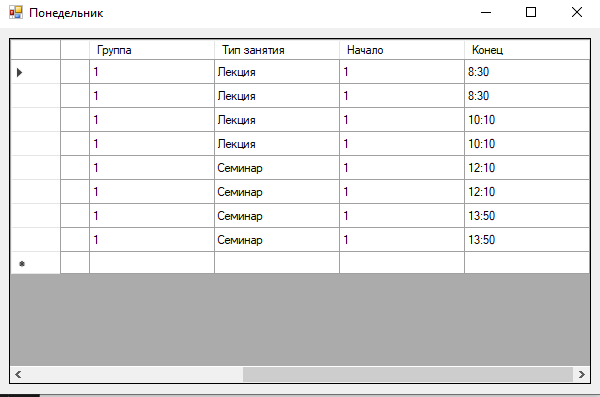 Понедельник
Группа Тип занятия Начало Конец
1 Лекция 1 8:30
1 Лекция 1 8:30
1 Лекция 1 10:10
1 Лекция 1 10:10
1 Семинар 1 12:10
1 Семинар 1 12:10
1 Семинар 1 13:50
1 Семинар 1 13:50